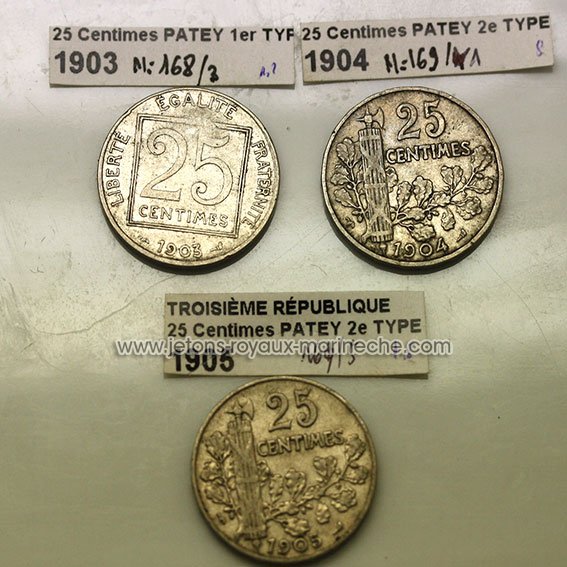 25 Centimes PATEY 1er TYP
1903 M: 168/3
25 Centimes PATEY 2e TYPE
1904 M: 169/1 S
ÉGALITÉ
LIBERTÉ
FRATERNITÉ
25
CENTIMES
1903
25
CENTIMES
1904
TROISIÈME RÉPUBLIQUE
25 Centimes PATEY 2e TYPE
www.jetons-royaux-marineche.com
1905
25
CENTIMES
1905